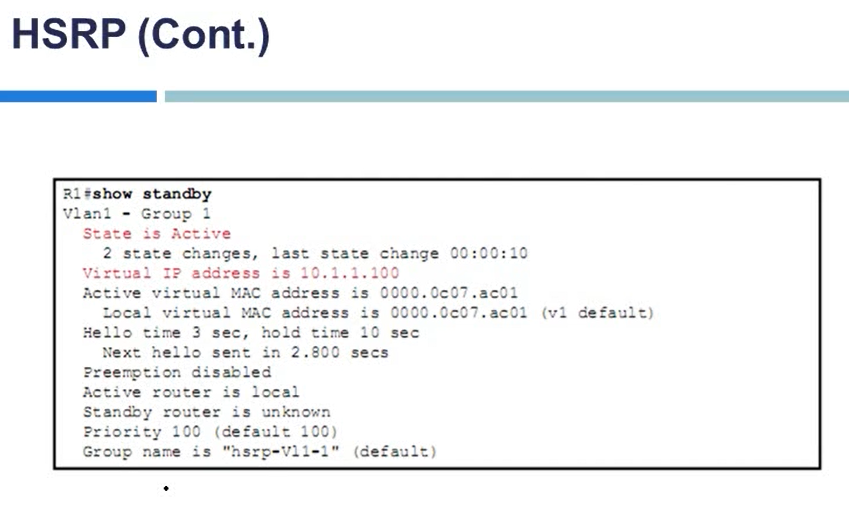 HSRP (Cont.)
R1#show standby
Vlan1 - Group 1
State is Active
2 state changes, last state change 00:00:10
Virtual IP address is 10.1.1.100
Active virtual MAC address is 0000.0c07.ac01
Local virtual MAC address is 0000.0c07.ac01 (v1 default)
Hello time 3 sec, hold time 10 sec
Next hello sent in 2.800 secs
Preemption disabled
Active router is local
Standby router is unknown
Priority 100 (default 100)
Group name is "hsrp-Vl1-1" (default)